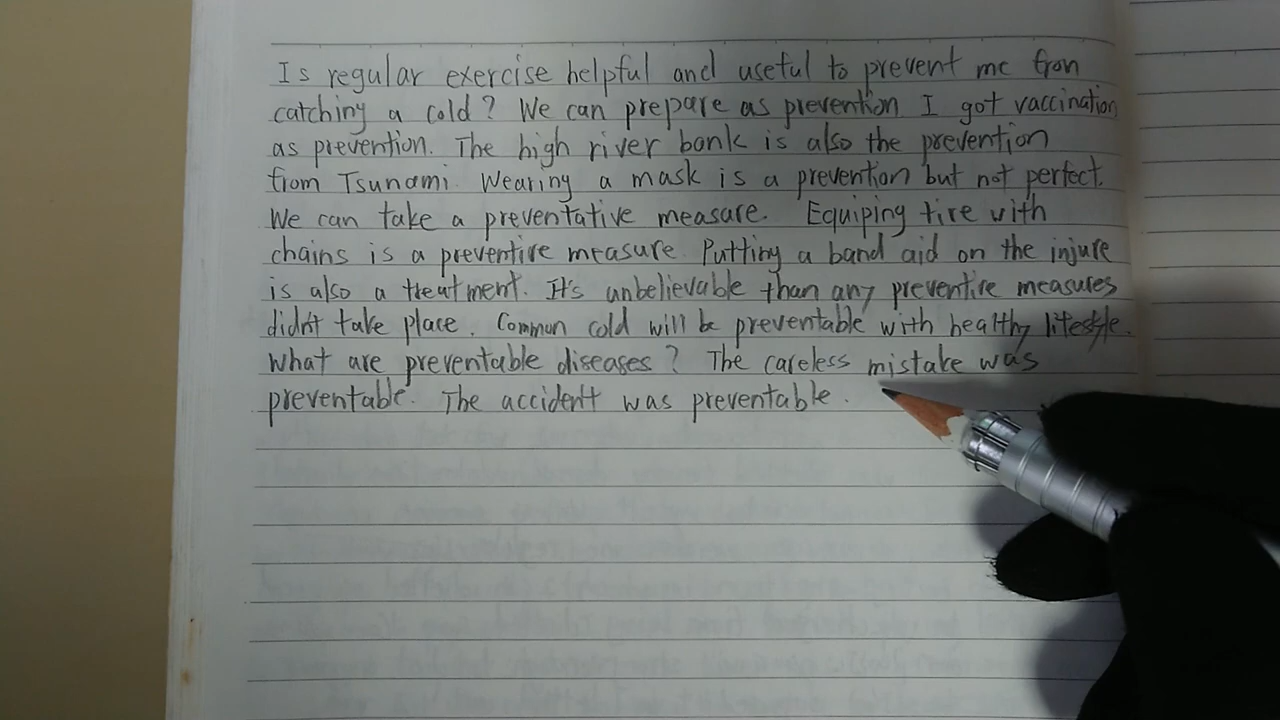 Is regular exercise helpful and useful to prevent me from
catching a cold? We can prepare as prevention. I got vaccination
as prevention. The high river bank is also the prevention
from Tsunami. Wearing a mask is a prevention but not perfect.
We can take a preventative measure. Equiping tire with
chains is a preventive measure. Putting a band aid on the injure
is also a treatment. It's unbelievable than any preventive measures
didn't take place. Common cold will be preventable with healthy lifestyle.
What are preventable diseases? The careless mistake was
preventable. The accident was preventable.